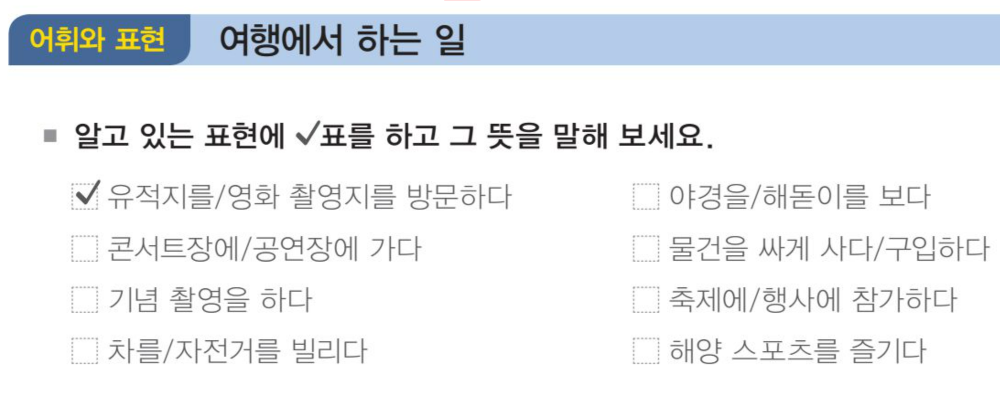 어휘와 표현 여행에서 하는 일
■ 알고 있는 표현에 ✓표를 하고 그 뜻을 말해 보세요.
유적지를/영화 촬영지를 방문하다
콘서트장에/공연장에 가다
기념 촬영을 하다
차를/자전거를 빌리다
야경을/해돋이를 보다
물건을 싸게 사다/구입하다
축제에/행사에 참가하다
해양 스포츠를 즐기다